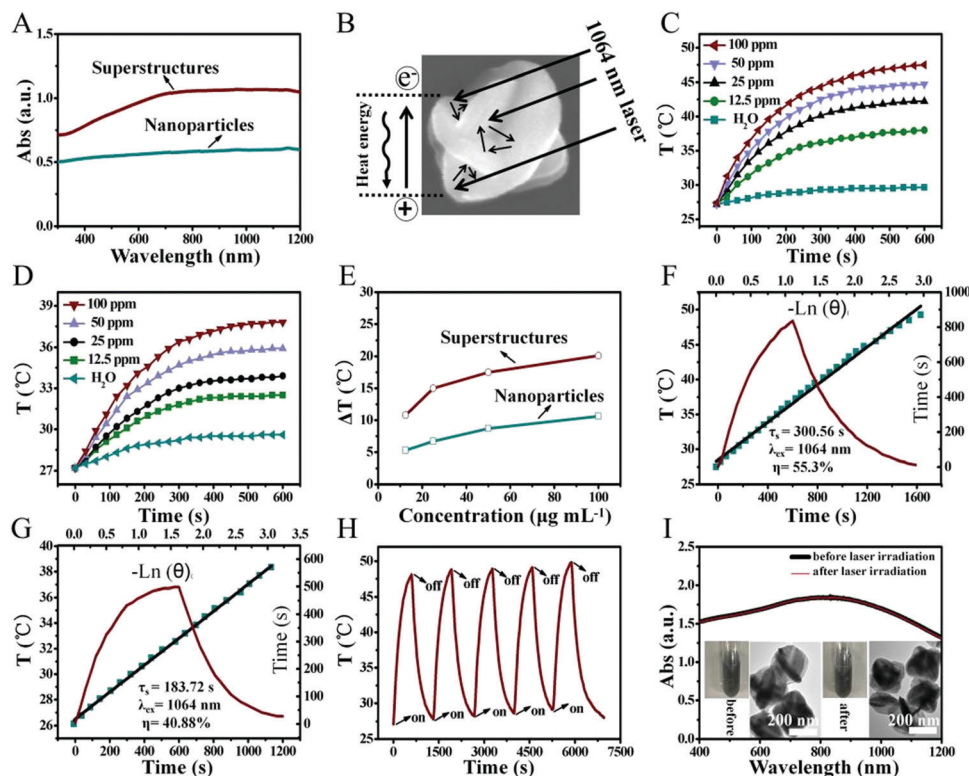 A
Abs (a.u.)
1.5
1.0
0.5
0.0
Superstructures
Nanoparticles
400 600 800 1000 1200
Wavelength (nm)
B
e-
Heat energy
+
1064 nm laser
C
T (℃)
50
45
40
35
30
25
100 ppm
50 ppm
25 ppm
12.5 ppm
H2O
0 100 200 300 400 500 600
Time (s)
D
T (℃)
39
36
33
30
27
100 ppm
50 ppm
25 ppm
12.5 ppm
H2O
0 100 200 300 400 500 600
Time (s)
E
ΔT (℃)
30
25
20
15
10
5
0
Superstructures
Nanoparticles
20 40 60 80 100
Concentration (μg mL-1)
F
0.0 0.5 1.0 1.5 2.0 2.5 3.0
-Ln (θ)
T (℃)
50
45
40
35
30
25
1000
800
600
400
200
0
Time (s)
τs = 300.56 s
λex= 1064 nm
η= 55.3%
0 400 800 1200 1600
Time (s)
G
0.0 0.5 1.0 1.5 2.0 2.5 3.0 3.5
-Ln (θ)
T (℃)
40
38
36
34
32
30
28
26
600
500
400
300
200
100
0
Time (s)
τs = 183.72 s
λex= 1064 nm
η= 40.88%
0 200 400 600 800 1000 1200
Time (s)
H
T (℃)
55
50
45
40
35
30
25
off off off off off
on on on on on
0 1500 3000 4500 6000 7500
Time (s)
I
Abs (a.u.)
2.5
2.0
1.5
1.0
0.5
0.0
before laser irradiation
after laser irradiation
before
200 nm
after
200 nm
400 600 800 1000 1200
Wavelength (nm)